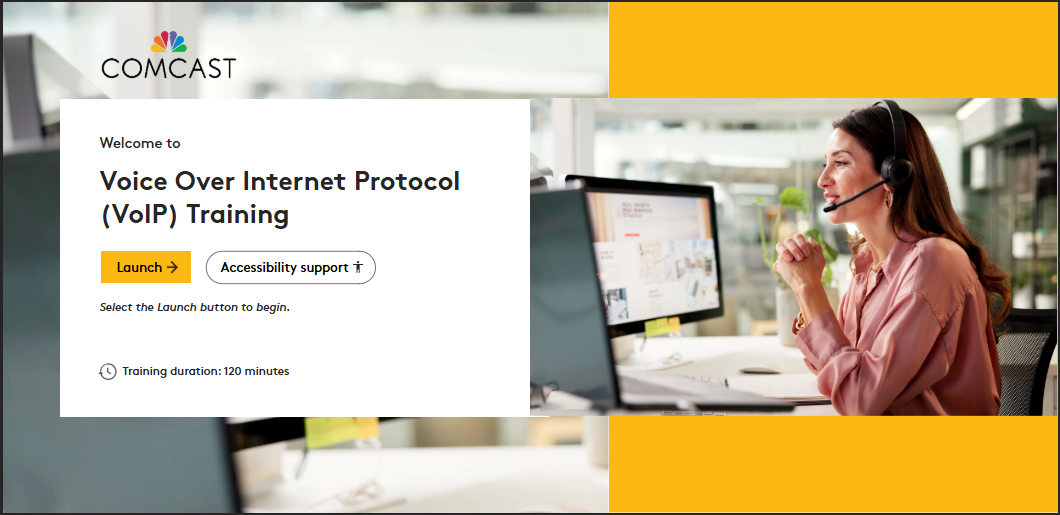 COMCAST
Welcome to
Voice Over Internet Protocol
(VoIP) Training
Launch
Accessibility support
Select the Launch button to begin.
Training duration: 120 minutes